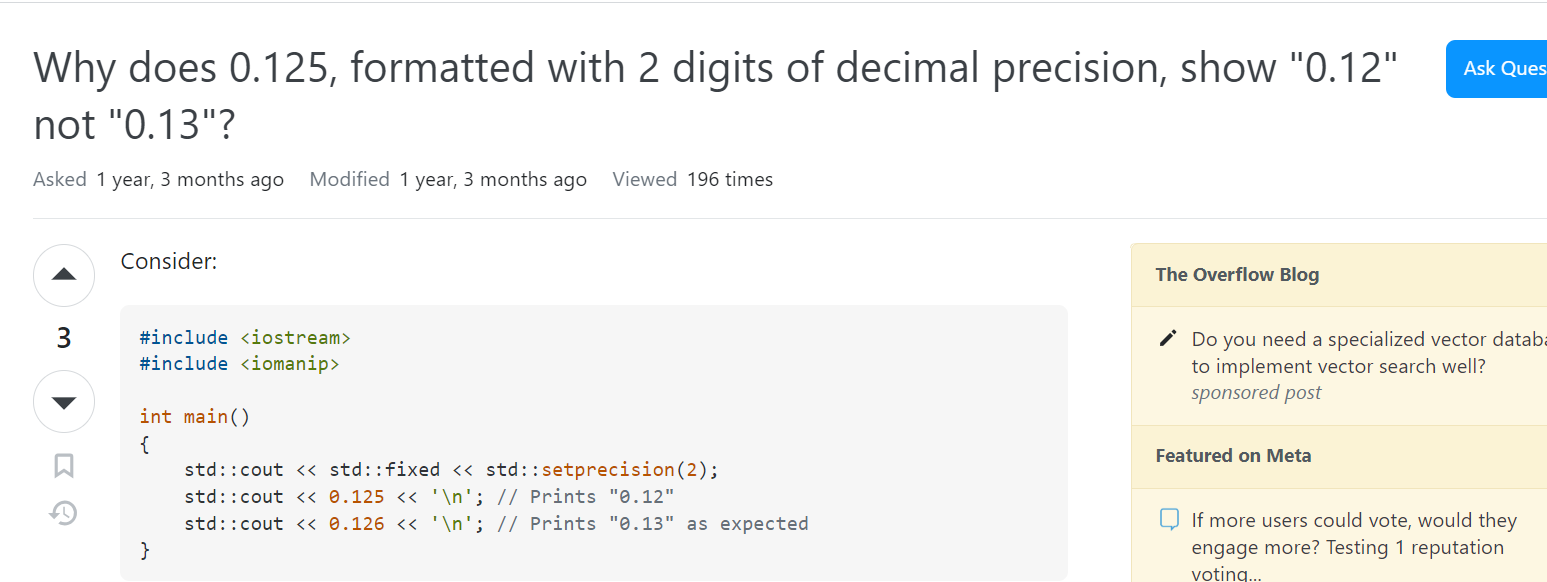 Why does 0.125, formatted with 2 digits of decimal precision, show "0.12"
not "0.13"?
Ask Ques
Asked 1 year, 3 months ago Modified 1 year, 3 months ago Viewed 196 times
3
Consider:
#include <iostream>
#include <iomanip>
int main()
{
    std::cout << std::fixed << std::setprecision(2);
    std::cout << 0.125 << '\n'; // Prints "0.12"
    std::cout << 0.126 << '\n'; // Prints "0.13" as expected
}
The Overflow Blog
Do you need a specialized vector databa
to implement vector search well?
sponsored post
Featured on Meta
If more users could vote, would they
engage more? Testing 1 reputation
voting...